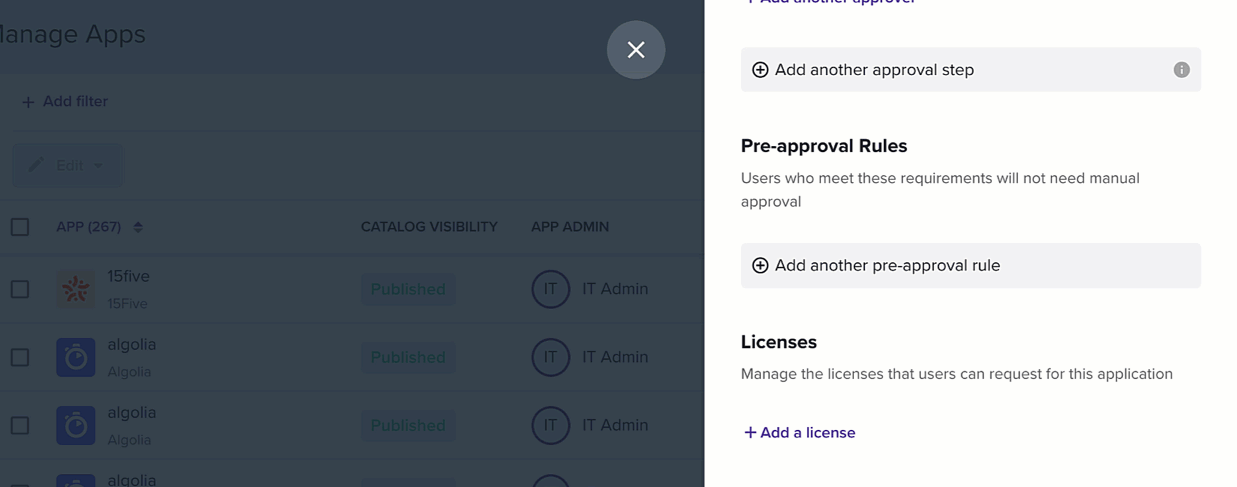 Manage Apps
+ Add filter
Edit
APP (267) CATALOG VISIBILITY APP ADMIN
15five
15Five
Published
IT IT Admin
algolia
Algolia
Published
IT IT Admin
algolia
Algolia
Published
IT IT Admin
algolia
+ Add another approver
Add another approval step
Pre-approval Rules
Users who meet these requirements will not need manual
approval
Add another pre-approval rule
Licenses
Manage the licenses that users can request for this application
+ Add a license